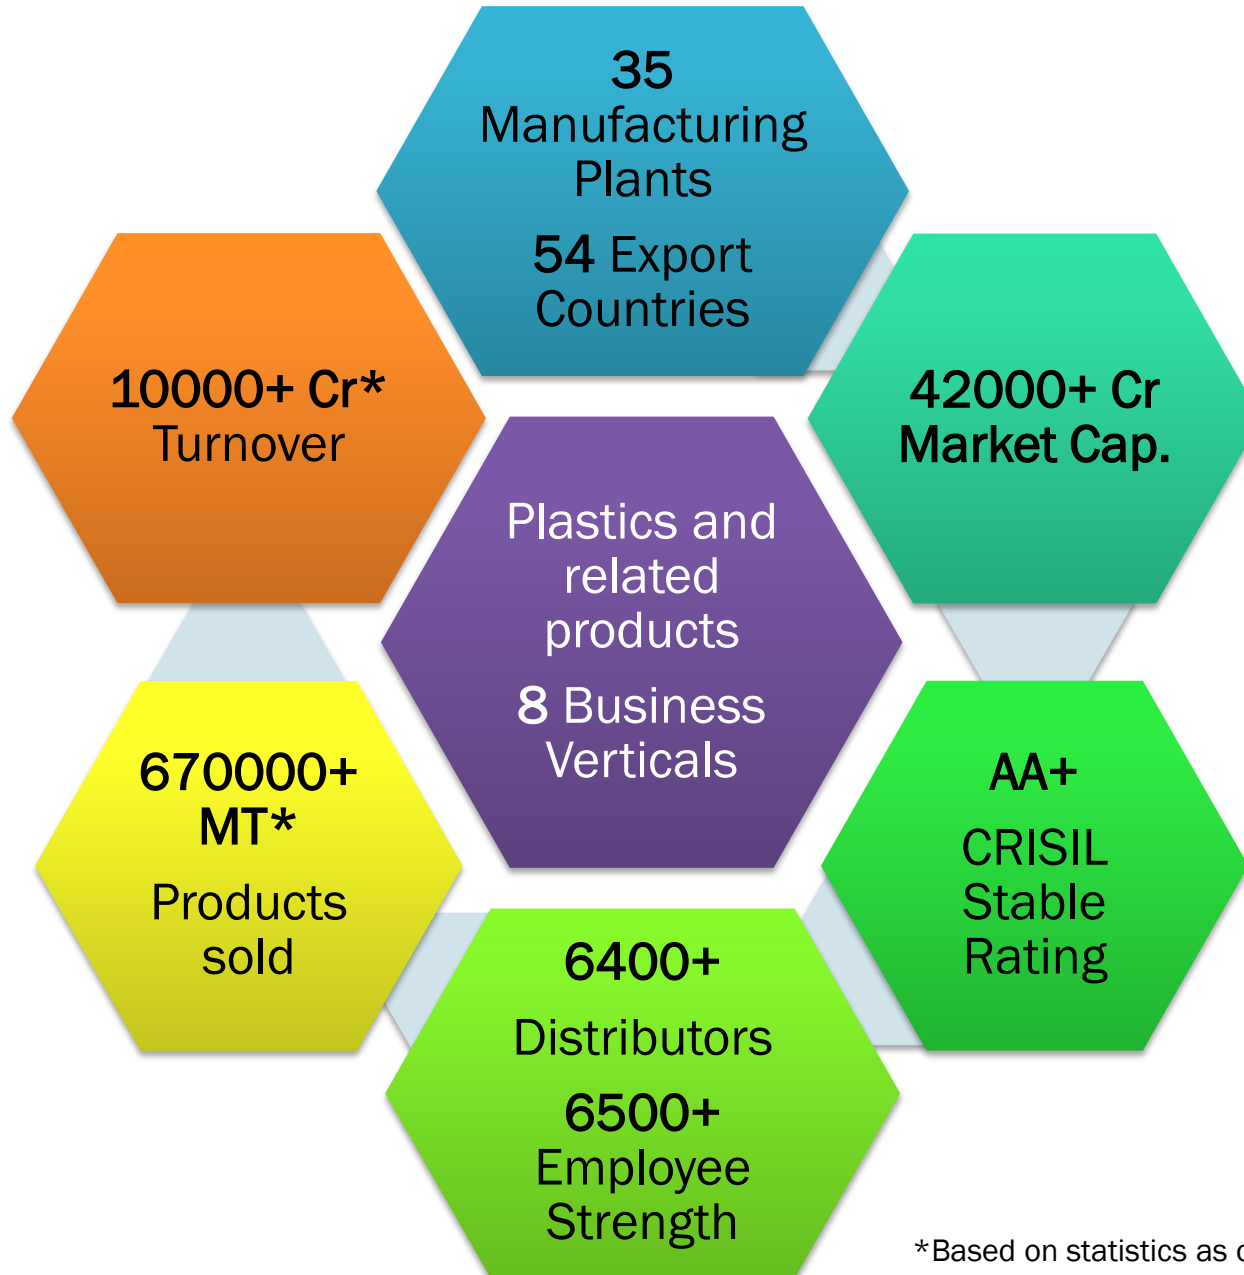 35
Manufacturing
Plants
54 Export
Countries
10000+ Cr*
Turnover
42000+ Cr
Market Cap.
Plastics and
related
products
8 Business
Verticals
670000+
MT*
Products
sold
AA+
CRISIL
Stable
Rating
6400+
Distributors
6500+
Employee
Strength
*Based on statistics as